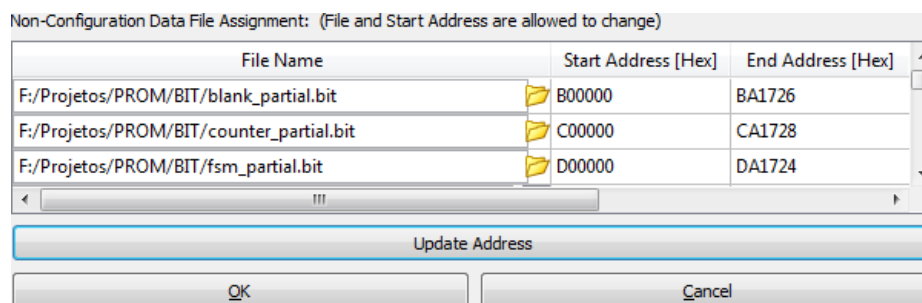 Non-Configuration Data File Assignment: (File and Start Address are allowed to change)
File Name Start Address [Hex] End Address [Hex]
F:/Projetos/PROM/BIT/blank_partial.bit B00000 BA1726
F:/Projetos/PROM/BIT/counter_partial.bit C00000 CA1728
F:/Projetos/PROM/BIT/fsm_partial.bit D00000 DA1724
Update Address
OK Cancel